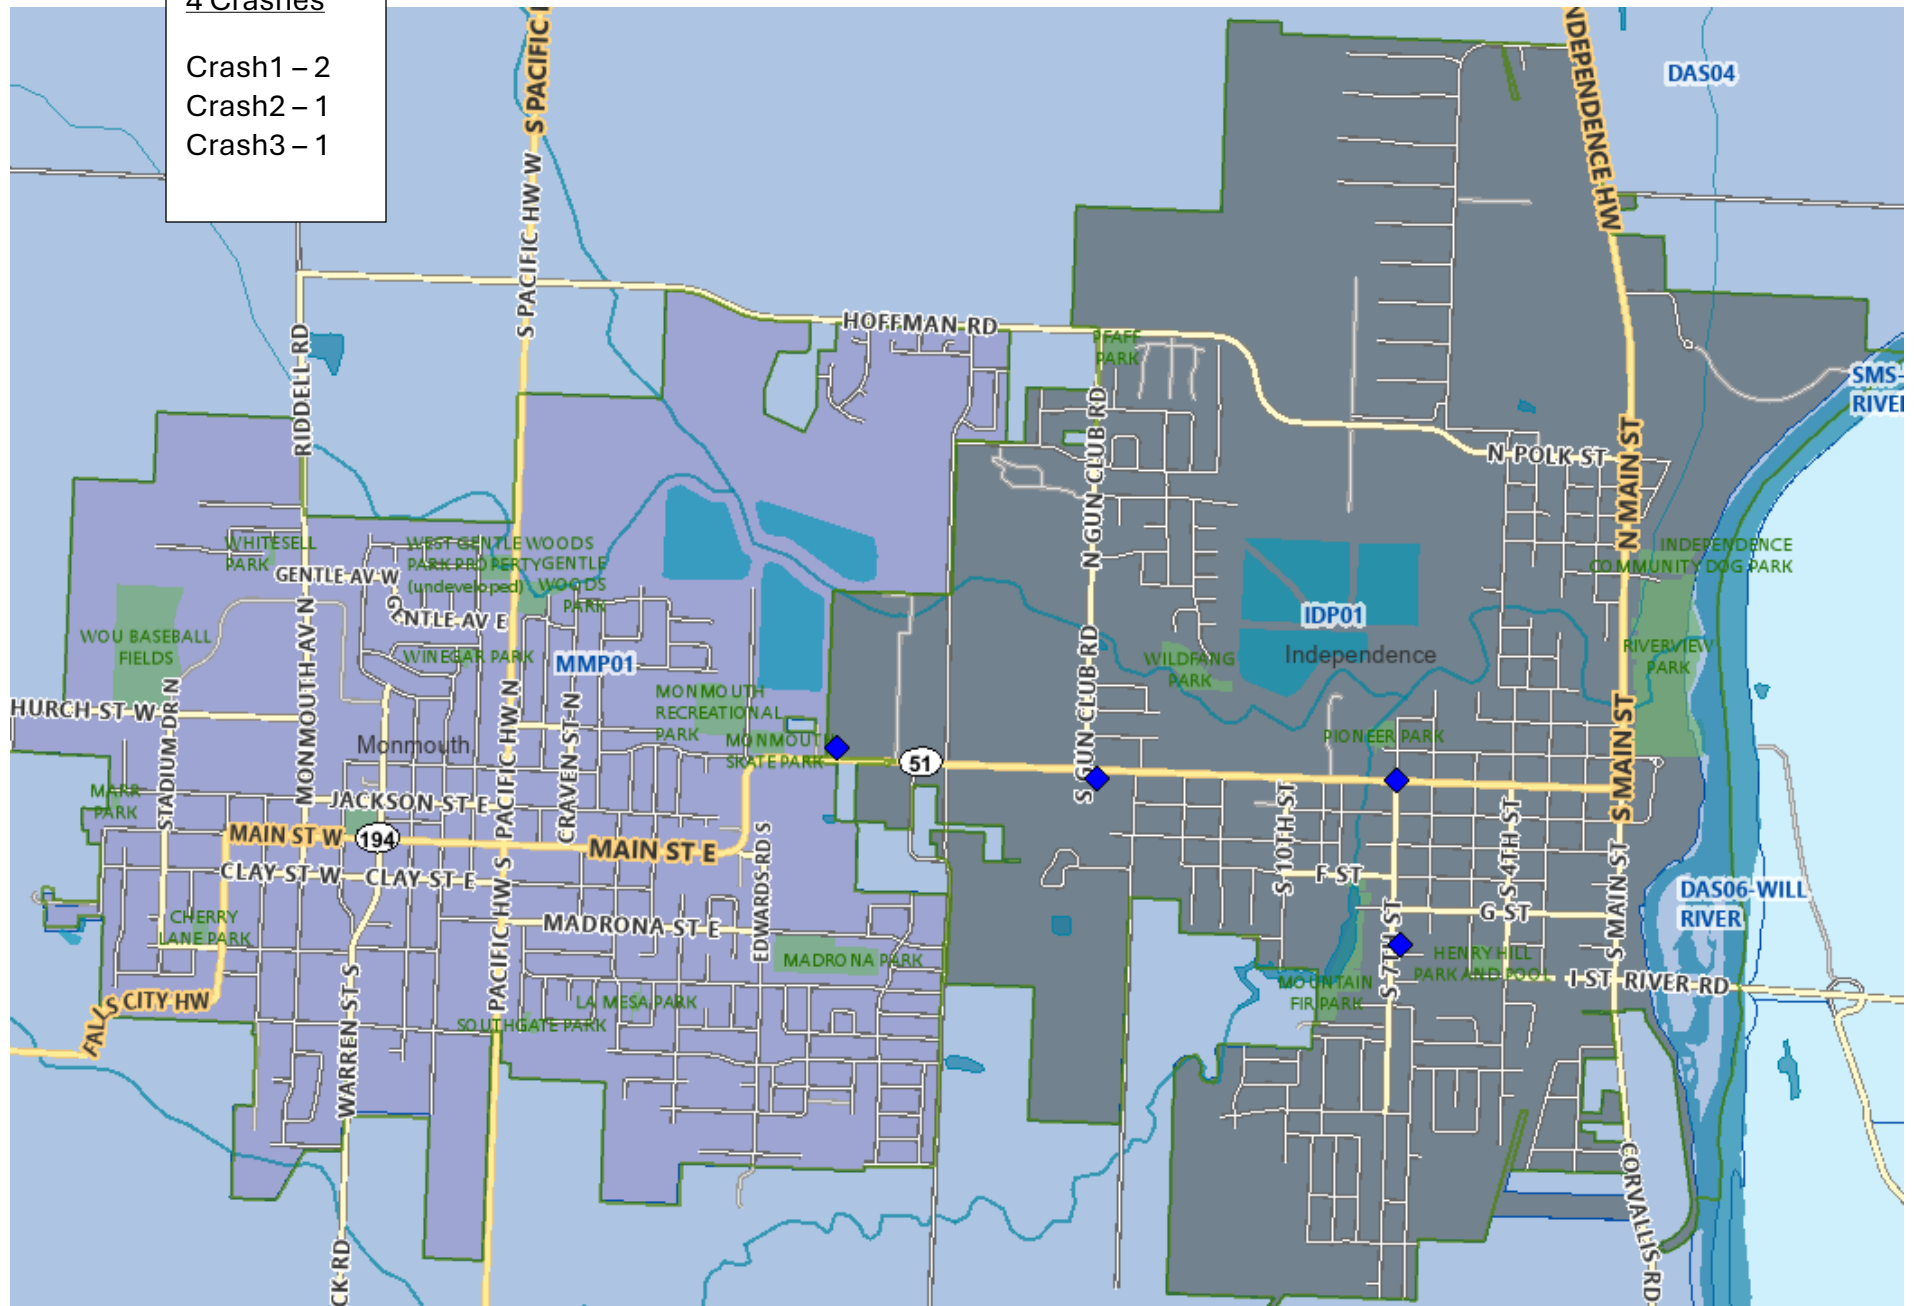 4 Crashes
Crash1 – 2
Crash2 – 1
Crash3 – 1
S PACIFIC
S PACIFIC HW W
INDEPENDENCE HW
DAS04
HOFFMAN RD
RIDDELL RD
PFAFF
PARK
SMS-
RIVE
N GUN CLUB RD
N POLK ST
N MAIN ST
WHITESELL
PARK
WEST GENTLE WOODS
PARK PROPERTY
(undeveloped)
GENTLE
WOODS
PARK
GENTLE AV W
NTLE AV E
INDEPENDENCE
COMMUNITY DOG PARK
WOU BASEBALL
FIELDS
MONMOUTH AV N
WINEGAR PARK
MMP01
IDP01
Independence
WILDFANG
PARK
RIVERVIEW
PARK
HURCH ST W
STADIUM DR N
PACIFIC HW N
CRAVEN ST N
MONMOUTH
RECREATIONAL
PARK
MONMOUTH
SKATE PARK
Monmouth
51
S GUN CLUB RD
PIONEER PARK
S MAIN ST
MARR
PARK
JACKSON ST E
MAIN ST W
194
MAIN ST E
CLAY ST W
CLAY ST E
PACIFIC HW S
EDWARDS RD S
S 10TH ST
F ST
S 4TH ST
G ST
S MAIN ST
DAS06-WILL
RIVER
CHERRY
LANE PARK
MADRONA ST E
MADRONA PARK
S 7TH ST
HENRY HILL
PARK AND POOL
MOUNTAIN
FIR PARK
I ST
RIVER RD
FALLS CITY HW
WARREN ST S
PACIFIC HW S
LA MESA PARK
SOUTHGATE PARK
CORVALLIS RD
CK RD